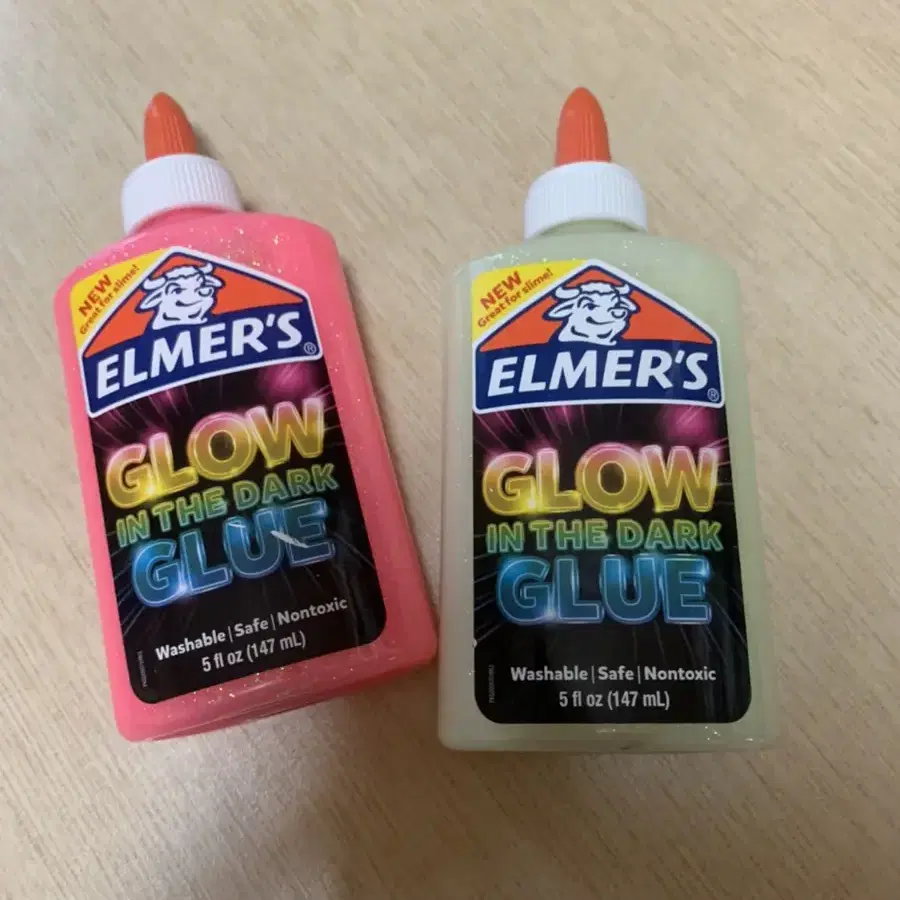 NEW
Great for slime!
ELMER'S®
GLOW
IN THE DARK
GLUE
Washable | Safe | Nontoxic
5 fl oz (147 mL)
NEW
Great for slime!
ELMER'S®
GLOW
IN THE DARK
GLUE
Washable | Safe | Nontoxic
5 fl oz (147 mL)